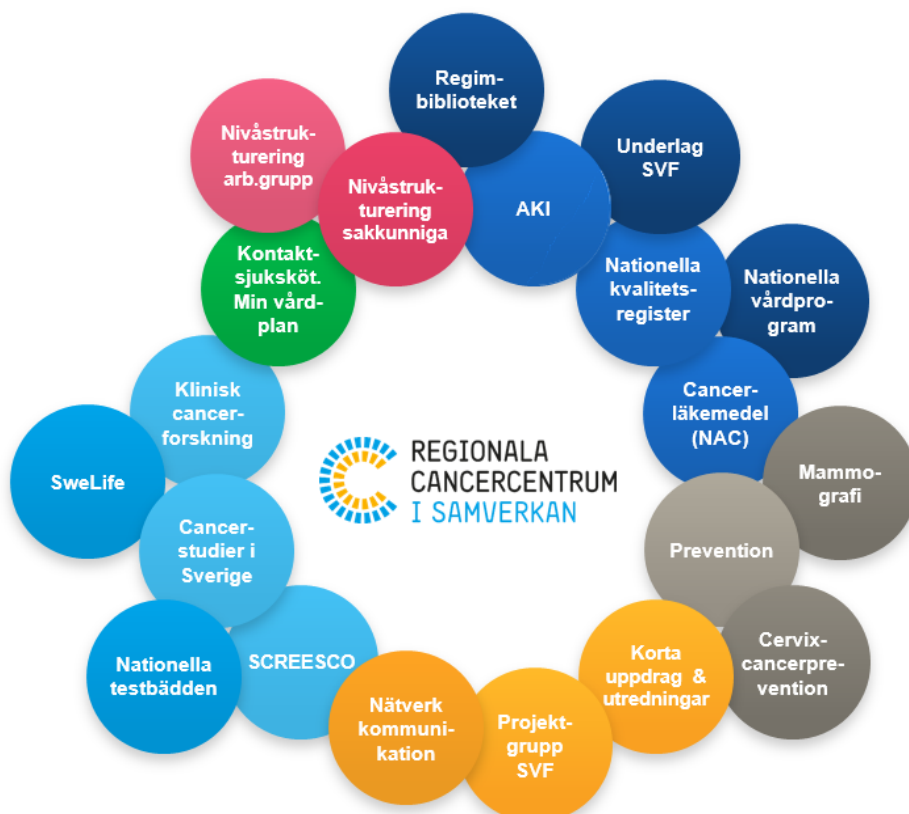 Regim-
biblioteket
Nivåstruk-
turering
arb.grupp
Underlag
SVF
Nivåstruk-
turering
sakkunniga
AKI
Kontakt-
sjuksköt.
Min vård-
plan
Nationella
kvalitets-
register
Nationella
vårdpro-
gram
Klinisk
cancer-
forskning
Cancer-
läkemedel
(NAC)
SweLife
REGIONALA
CANCERCENTRUM
I SAMVERKAN
Mammo-
grafi
Cancer-
studier i
Sverige
Prevention
Nationella
testbädden
SCREESCO
Korta
uppdrag &
utredningar
Cervix-
cancerpre-
vention
Nätverk
kommuni-
kation
Projekt-
grupp
SVF